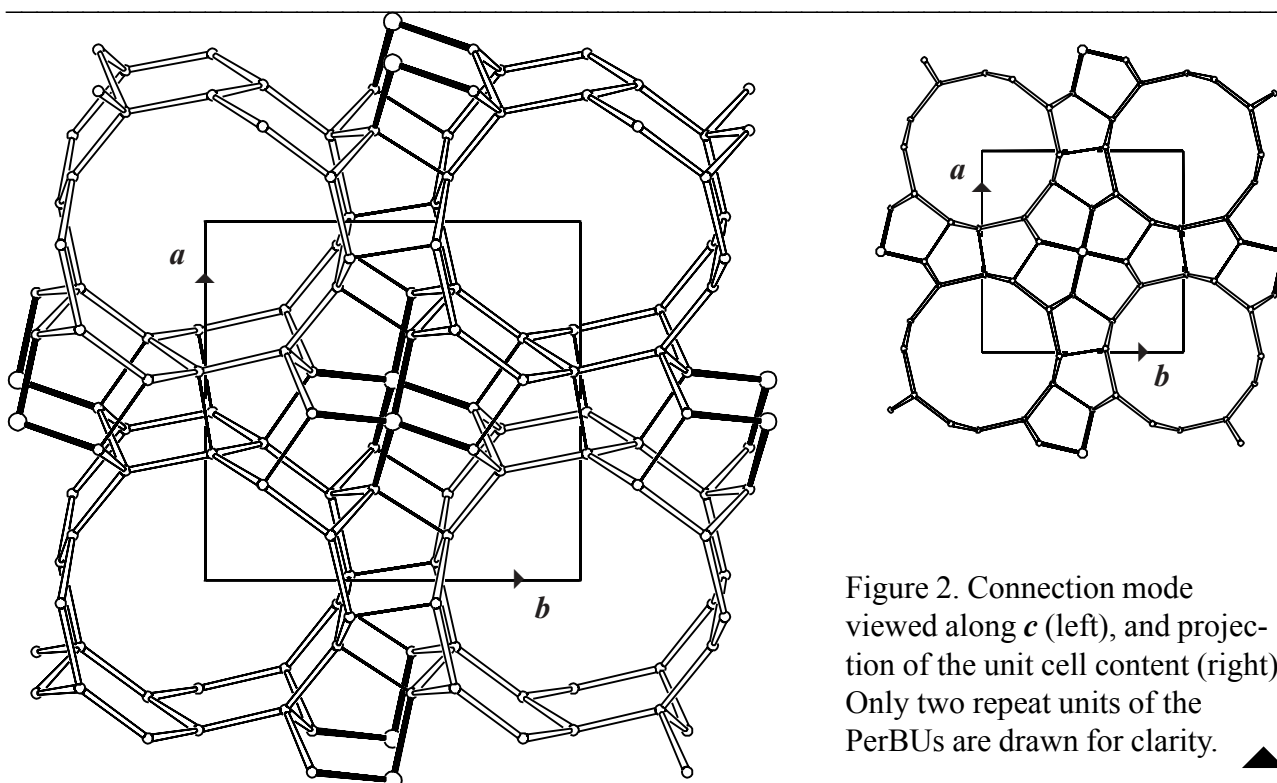 a
b
a
b
Figure 2. Connection mode
viewed along c (left), and projec-
tion of the unit cell content (right)
Only two repeat units of the
PerBUs are drawn for clarity.